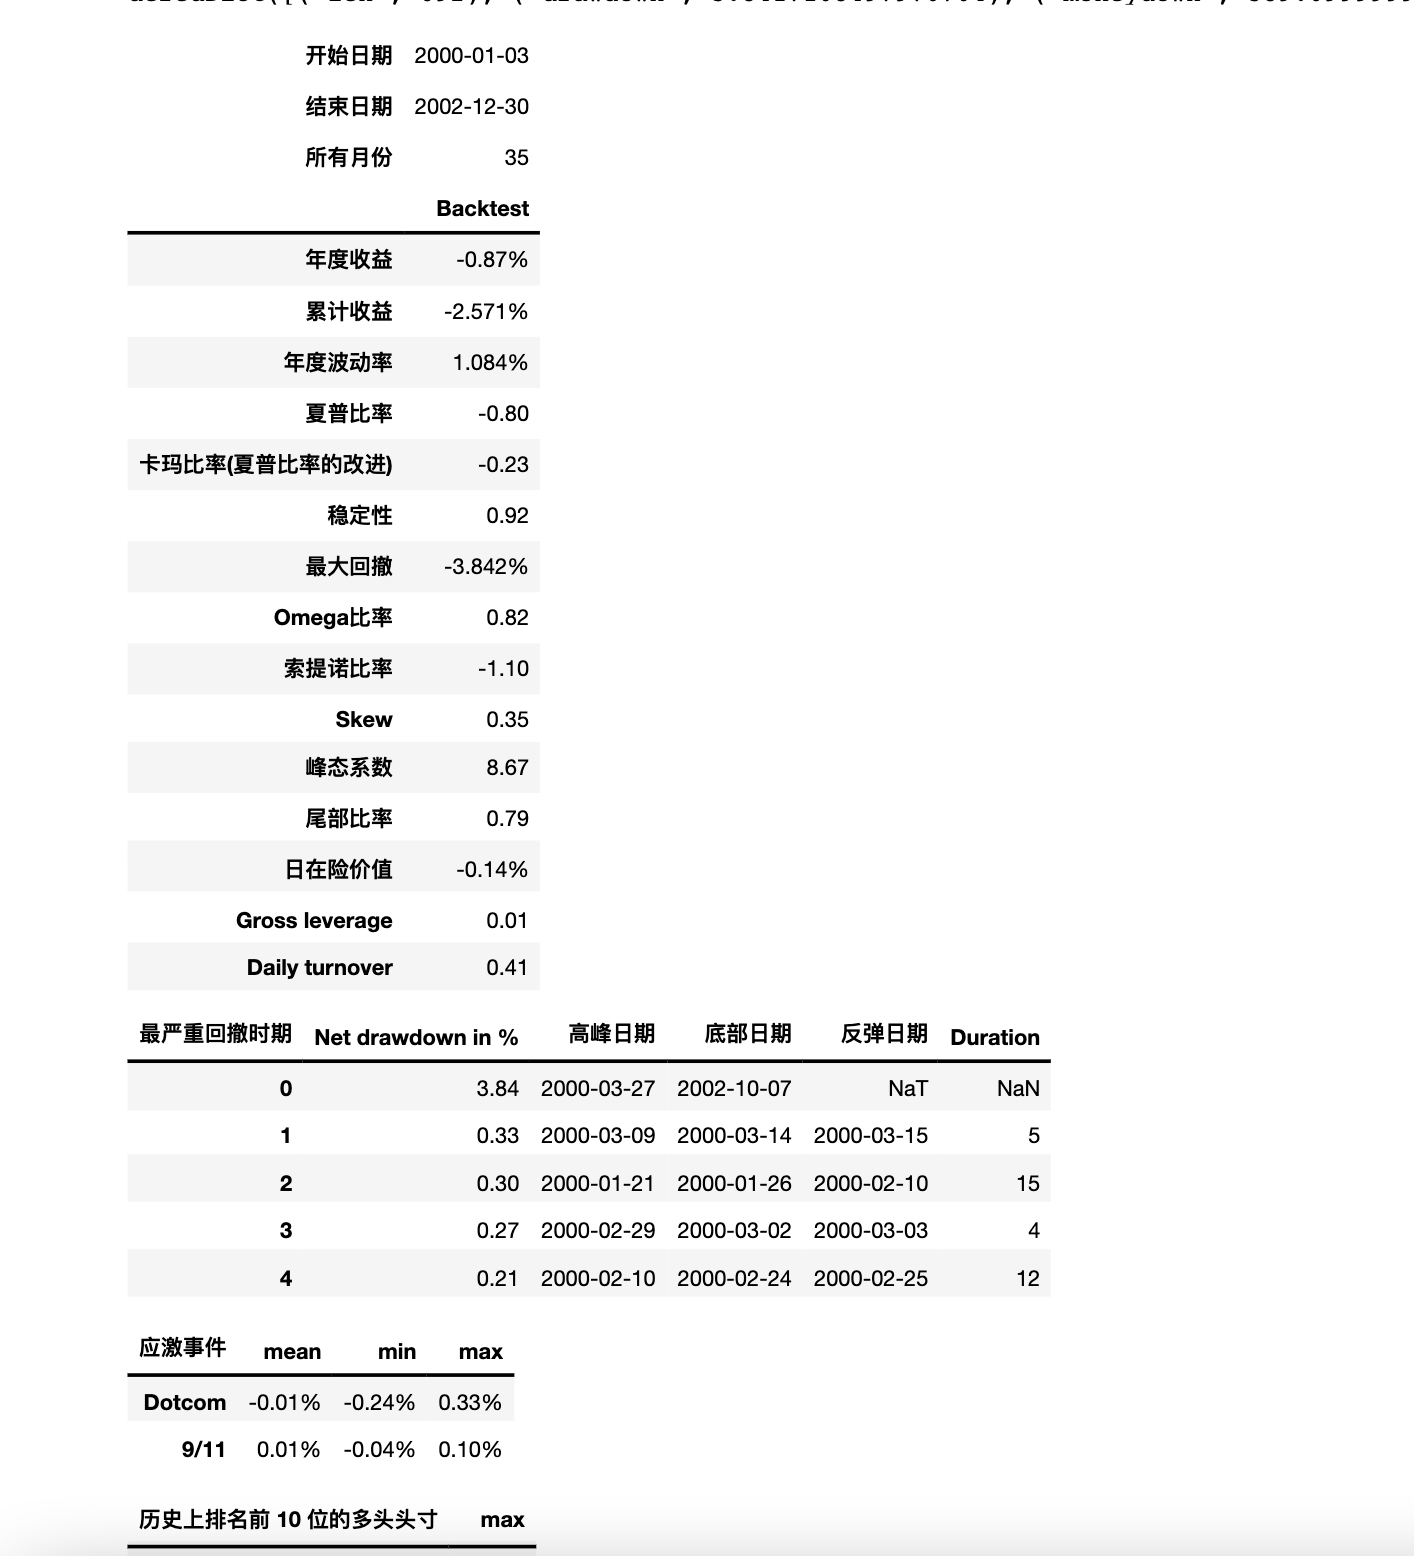 开始日期 2000-01-03
结束日期 2002-12-30
所有月份 35
Backtest
年度收益 -0.87%
累计收益 -2.571%
年度波动率 1.084%
夏普比率 -0.80
卡玛比率(夏普比率的改进) -0.23
稳定性 0.92
最大回撤 -3.842%
Omega比率 0.82
索提诺比率 -1.10
Skew 0.35
峰态系数 8.67
尾部比率 0.79
日在险价值 -0.14%
Gross leverage 0.01
Daily turnover 0.41
最严重回撤时期 Net drawdown in % 高峰日期 底部日期 反弹日期 Duration
0 3.84 2000-03-27 2002-10-07 NaT NaN
1 0.33 2000-03-09 2000-03-14 2000-03-15 5
2 0.30 2000-01-21 2000-01-26 2000-02-10 15
3 0.27 2000-02-29 2000-03-02 2000-03-03 4
4 0.21 2000-02-10 2000-02-24 2000-02-25 12
应激事件 mean min max
Dotcom -0.01% -0.24% 0.33%
9/11 0.01% -0.04% 0.10%
历史上排名前 10 位的多头头寸 max